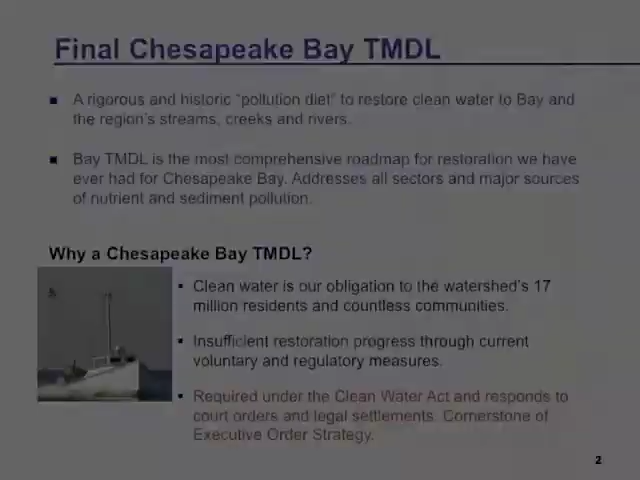 Final Chesapeake Bay TMDL
A rigorous and historic “pollution diet” to restore clean water to Bay and
the region’s streams, creeks and rivers.
Bay TMDL is the most comprehensive roadmap for restoration we have
ever had for Chesapeake Bay. Addresses all sectors and major sources
of nutrient and sediment pollution.
Why a Chesapeake Bay TMDL?
Clean water is our obligation to the watershed’s 17
million residents and countless communities.
Insufficient restoration progress through current
voluntary and regulatory measures.
Required under the Clean Water Act and responds to
court orders and legal settlements. Cornerstone of
Executive Order Strategy.
2